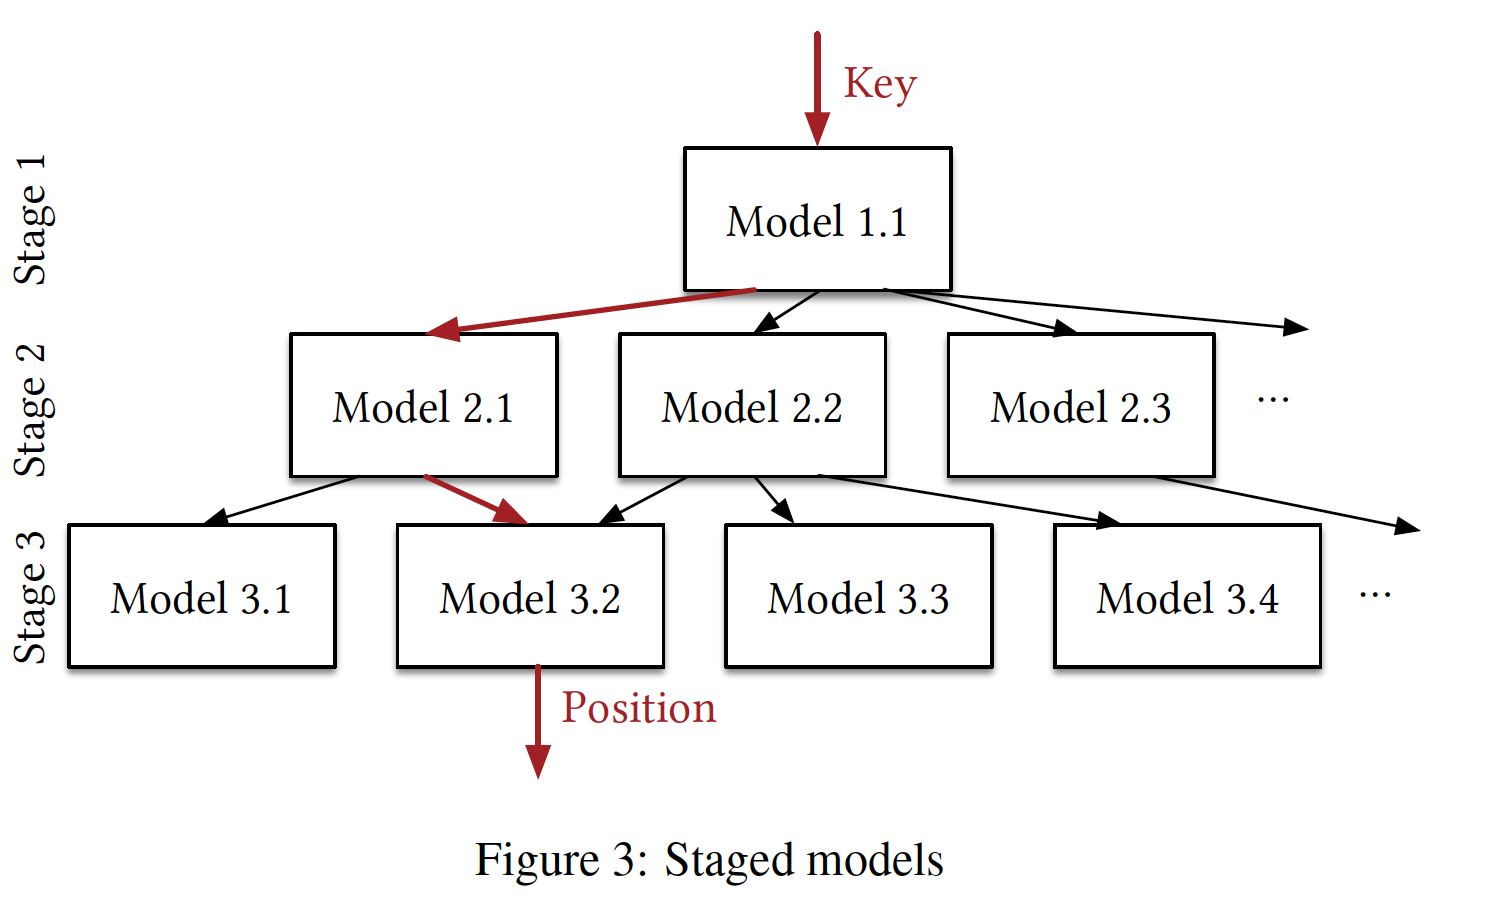 Key
Stage 1
Model 1.1
Stage 2
Model 2.1
Model 2.2
Model 2.3
...
Stage 3
Model 3.1
Model 3.2
Model 3.3
Model 3.4
...
Position
Figure 3: Staged models